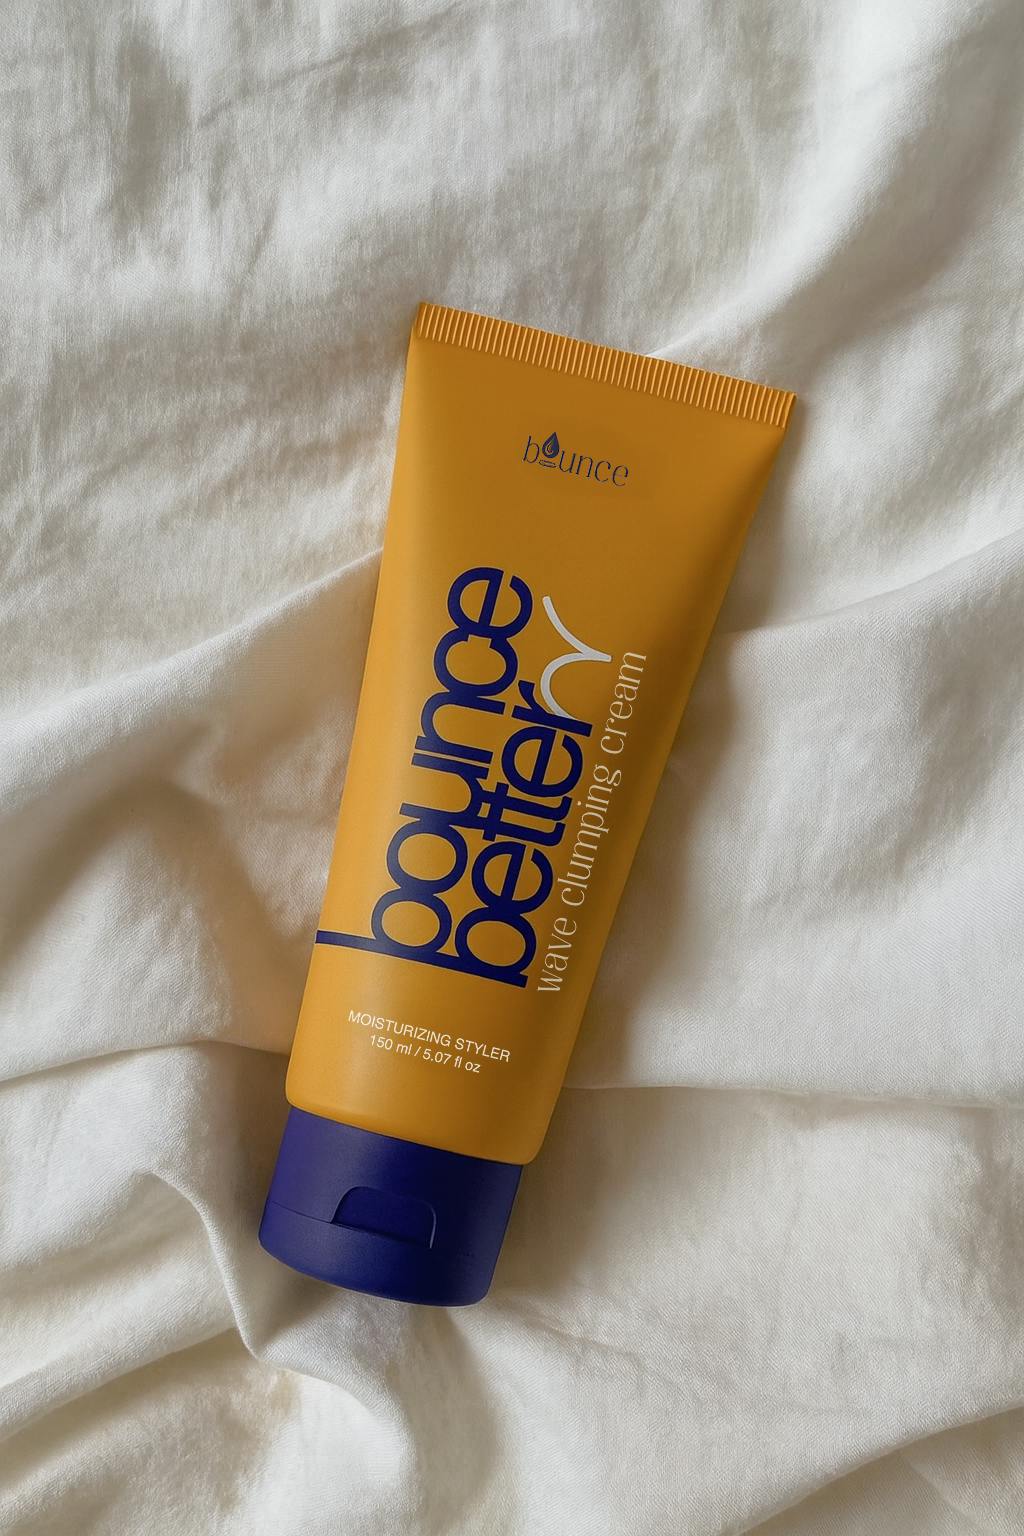 bounce
bounce
better
wave clumping cream
MOISTURIZING STYLER
150 ml / 5.07 fl oz